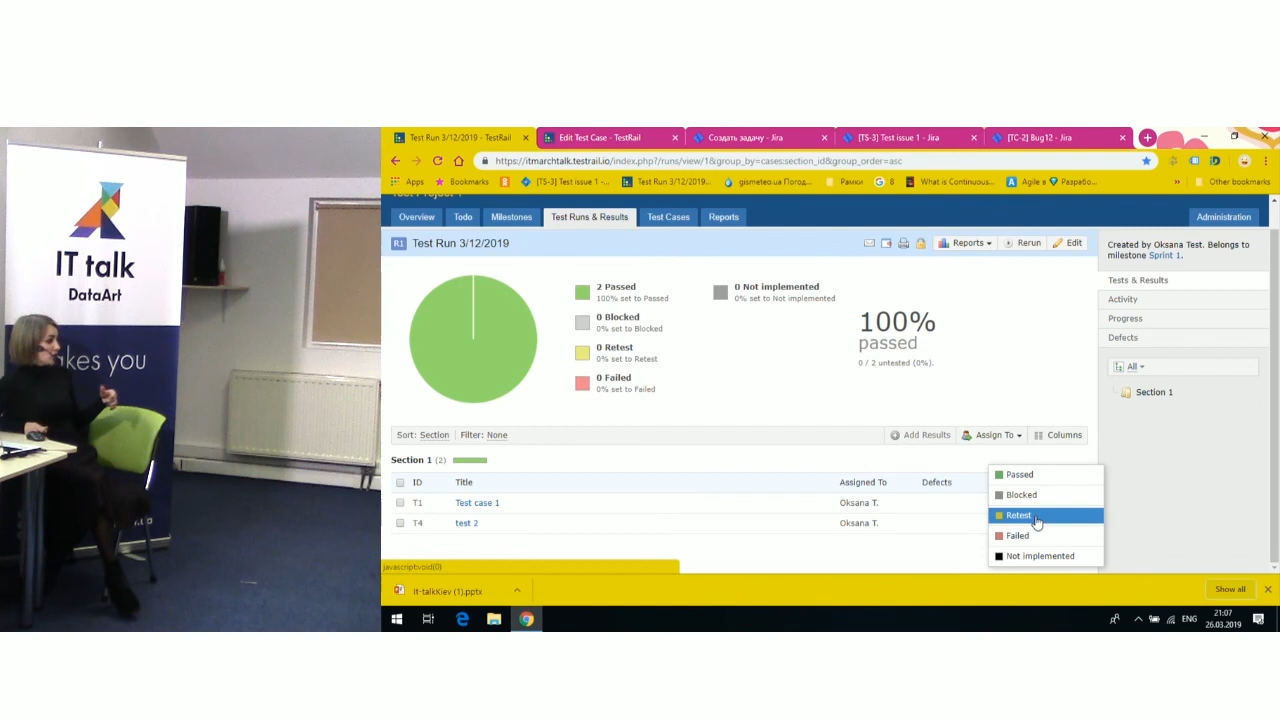 IT talk
DataArt
kes you
Test Run 3/12/2019 - TestRail
Edit Test Case - TestRail
Создать задачу - Jira
[TS-3] Test issue 1 - Jira
[TC-2] Bug12 - Jira
https://itmarchtalk.testrail.io/index.php?/runs/view/1&group_by=cases:section_id&group_order=asc
Apps
Bookmarks
[TS-3] Test issue 1 -...
Test Run 3/12/2019...
gismeteo.ua Погод...
Рамки
8
What is Continuous...
Agile в
Разрабо...
»
Other bookmarks
Overview
Todo
Milestones
Test Runs & Results
Test Cases
Reports
Administration
R1 Test Run 3/12/2019
Reports
Rerun
Edit
Created by Oksana Test. Belongs to
milestone Sprint 1.
2 Passed
100% set to Passed
0 Blocked
0% set to Blocked
0 Retest
0% set to Retest
0 Failed
0% set to Failed
0 Not implemented
0% set to Not implemented
100%
passed
0 / 2 untested (0%).
Tests & Results
Activity
Progress
Defects
All
Section 1
Sort: Section
Filter: None
Add Results
Assign To
Columns
Section 1 (2)
ID
Title
Assigned To
Defects
T1
Test case 1
Oksana T.
T4
test 2
Oksana T.
Passed
Blocked
Retest
Failed
Not implemented
javascript:void(0)
It-talkKiev (1).pptx
Show all
ENG
21:07
26.03.2019